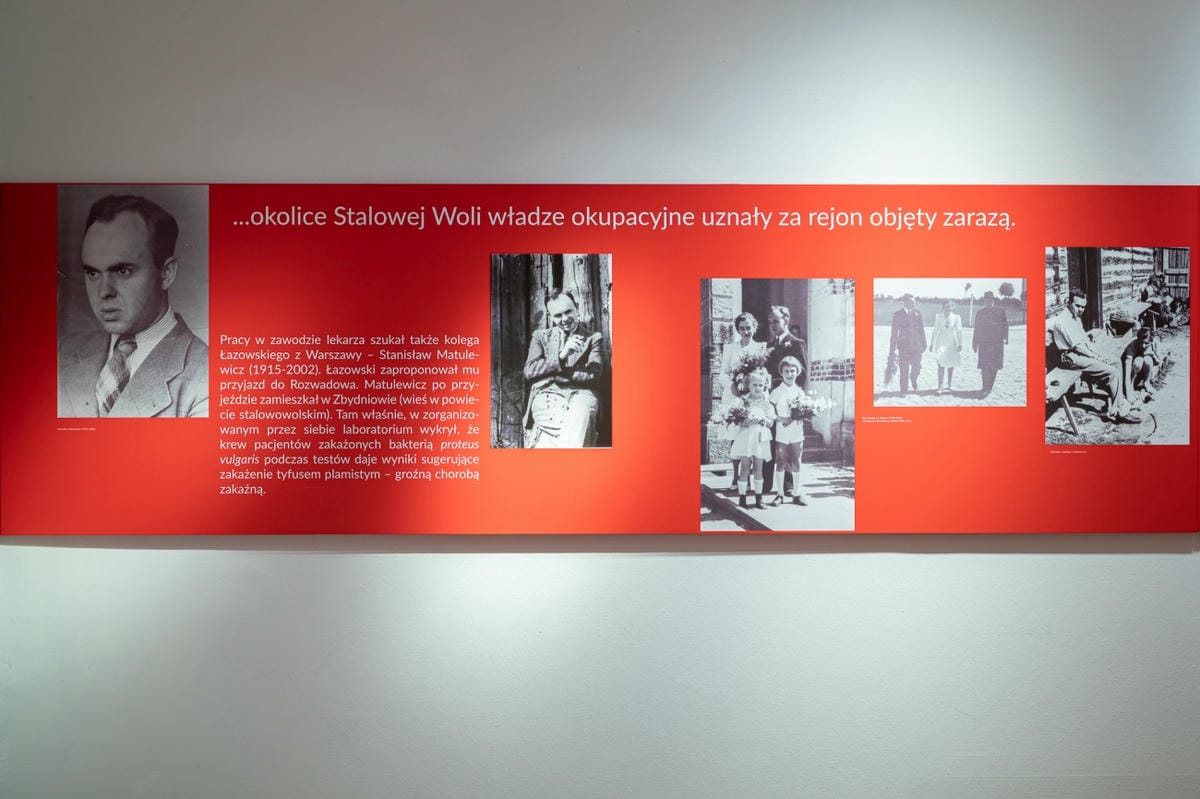 ...okolice Stalowej Woli władze okupacyjne uznały za rejon objęty zarazą.
Pracy w zawodzie lekarza szukał także kolega
Łazowskiego z Warszawy – Stanisław Matule-
wicz (1915-2002). Łazowski zaproponował mu
przyjazd do Rozwadowa. Matulewicz po przy-
jeździe zamieszkał w Zbydniowie (wieś w powie-
cie stalowowolskim). Tam właśnie, w zorganizo-
wanym przez siebie laboratorium wykrył, że
krew pacjentów zakażonych bakterią proteus
vulgaris podczas testów daje wyniki sugerujące
zakażenie tyfusem plamistym – groźną chorobą
zakaźną.